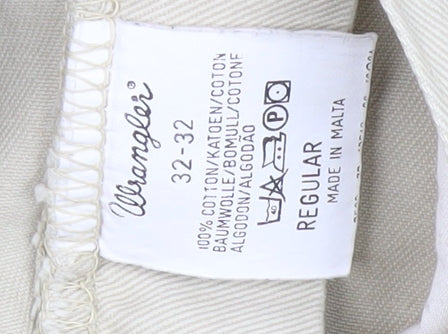 Wrangler®
32-32
100% COTTON/KATOEN/COTON
BAUMWOLLE/BOMULL/COTONE
ALGODON/ALGODÃO
P
REGULAR
MADE IN MALTA